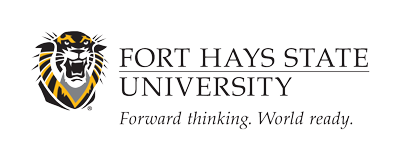 FORT HAYS STATE
UNIVERSITY
Forward thinking. World ready.
®